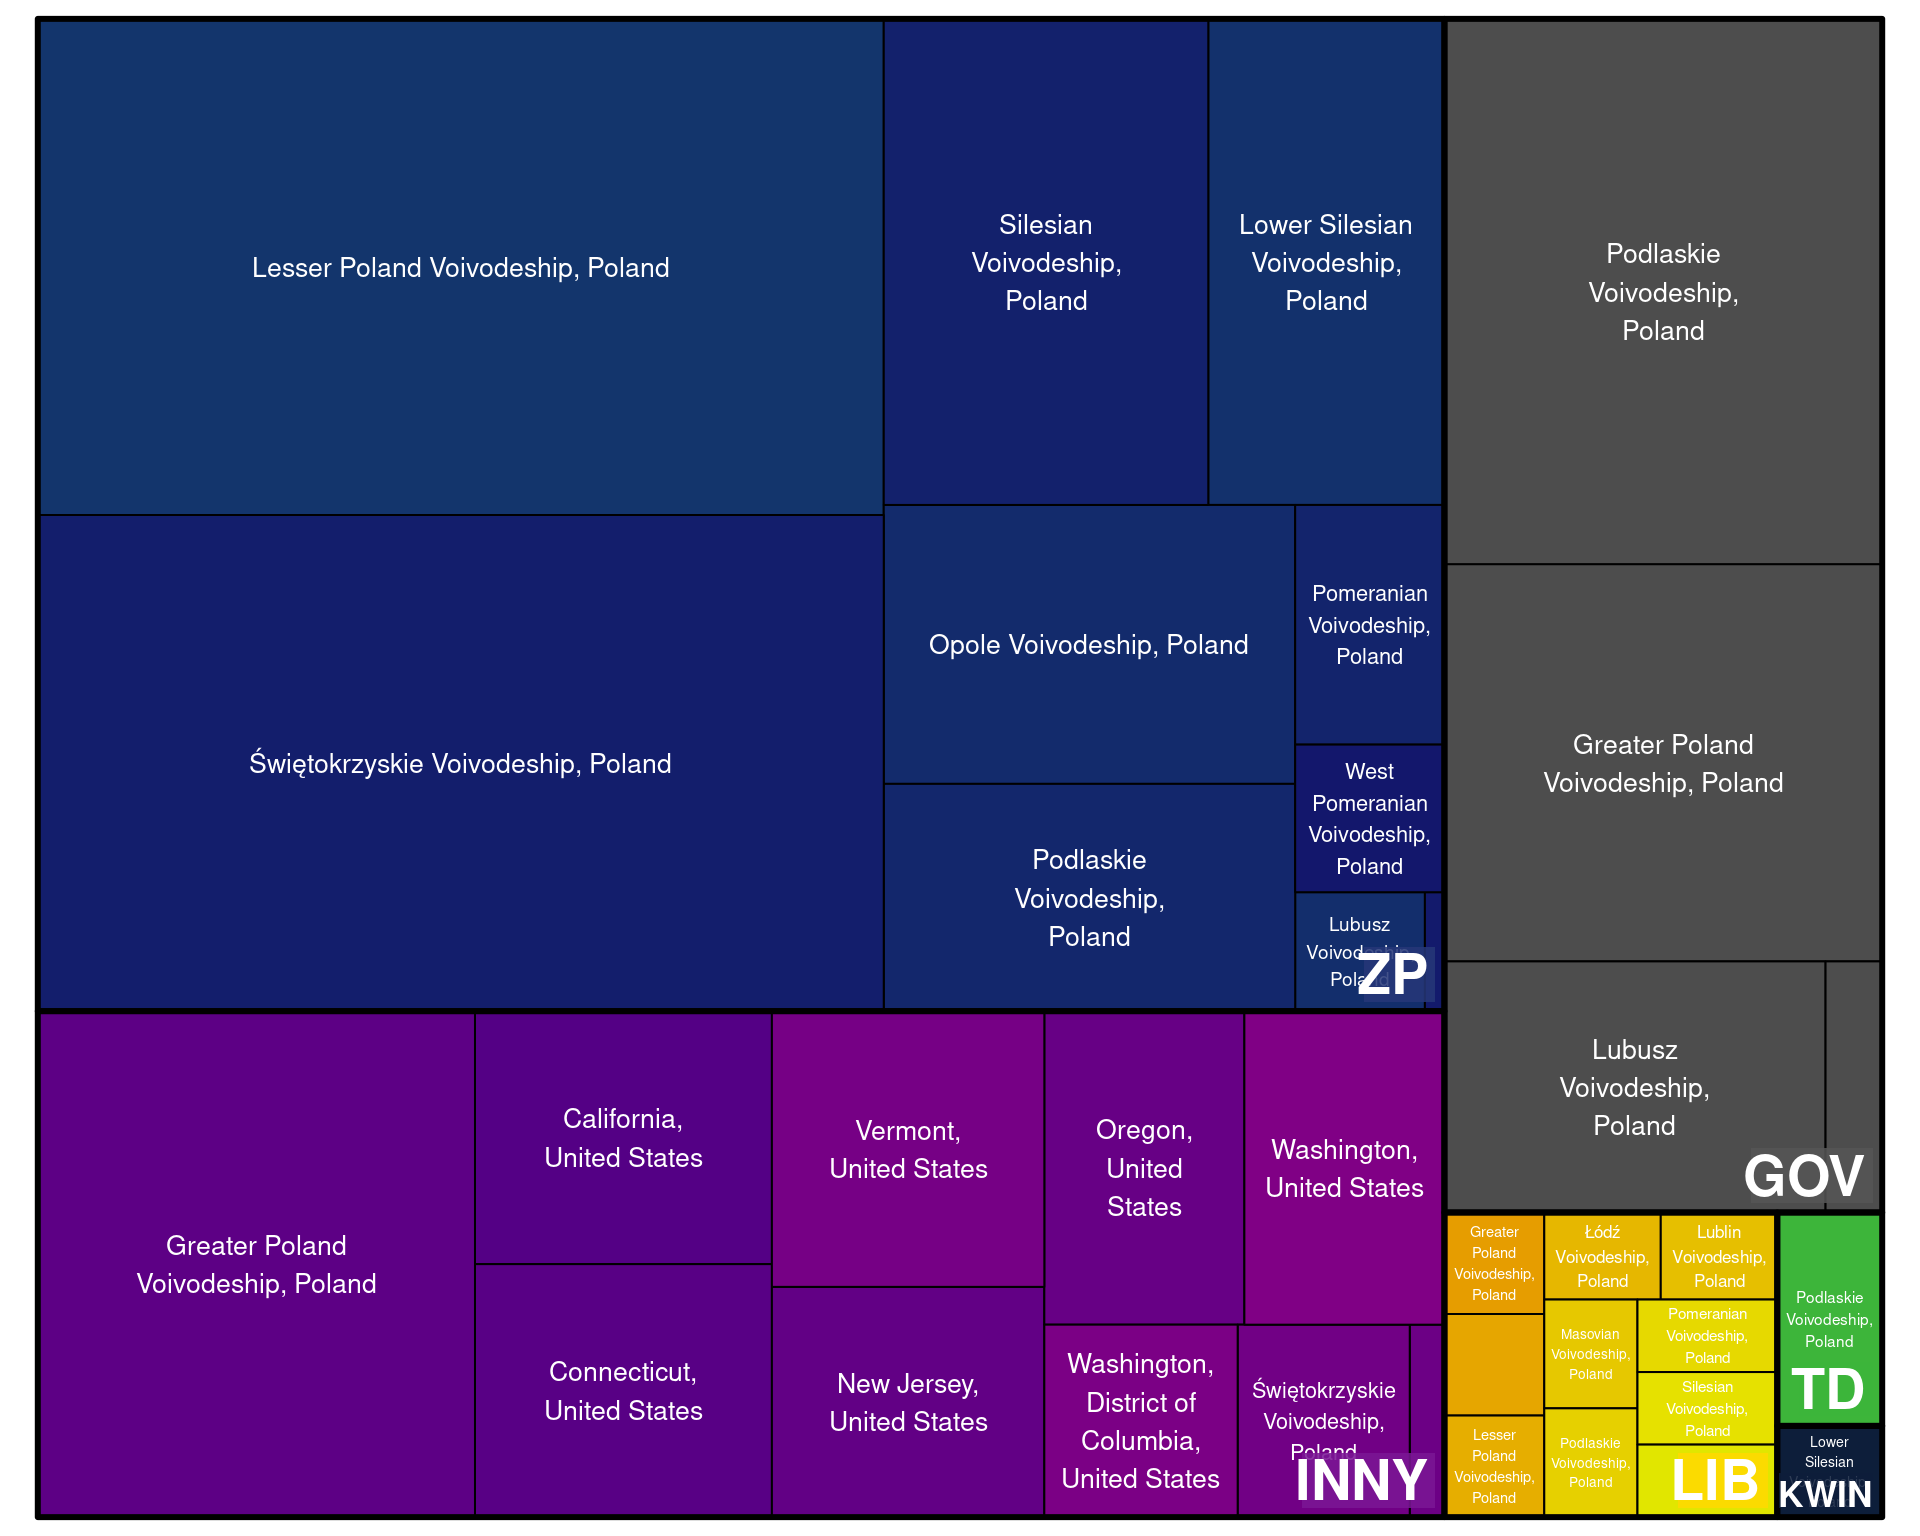 Lesser Poland Voivodeship, Poland
Świętokrzyskie Voivodeship, Poland
Silesian
Voivodeship,
Poland
Lower Silesian
Voivodeship,
Poland
Opole Voivodeship, Poland
Podlaskie
Voivodeship,
Poland
Pomeranian
Voivodeship,
Poland
West
Pomeranian
Voivodeship,
Poland
Lubusz
Voivodeship,
Poland
ZP
Greater Poland
Voivodeship, Poland
California,
United States
Connecticut,
United States
Vermont,
United States
New Jersey,
United States
Oregon,
United
States
Washington,
United States
Washington,
District of
Columbia,
United States
Świętokrzyskie
Voivodeship,
Poland
INNY
Podlaskie
Voivodeship,
Poland
Greater Poland
Voivodeship, Poland
Lubusz
Voivodeship,
Poland
GOV
Greater
Poland
Voivodeship,
Poland
Lesser
Poland
Voivodeship,
Poland
Łódź
Voivodeship,
Poland
Lublin
Voivodeship,
Poland
Masovian
Voivodeship,
Poland
Podlaskie
Voivodeship,
Poland
Pomeranian
Voivodeship,
Poland
Silesian
Voivodeship,
Poland
LIB
Podlaskie
Voivodeship,
Poland
TD
Lower
Silesian
KWIN